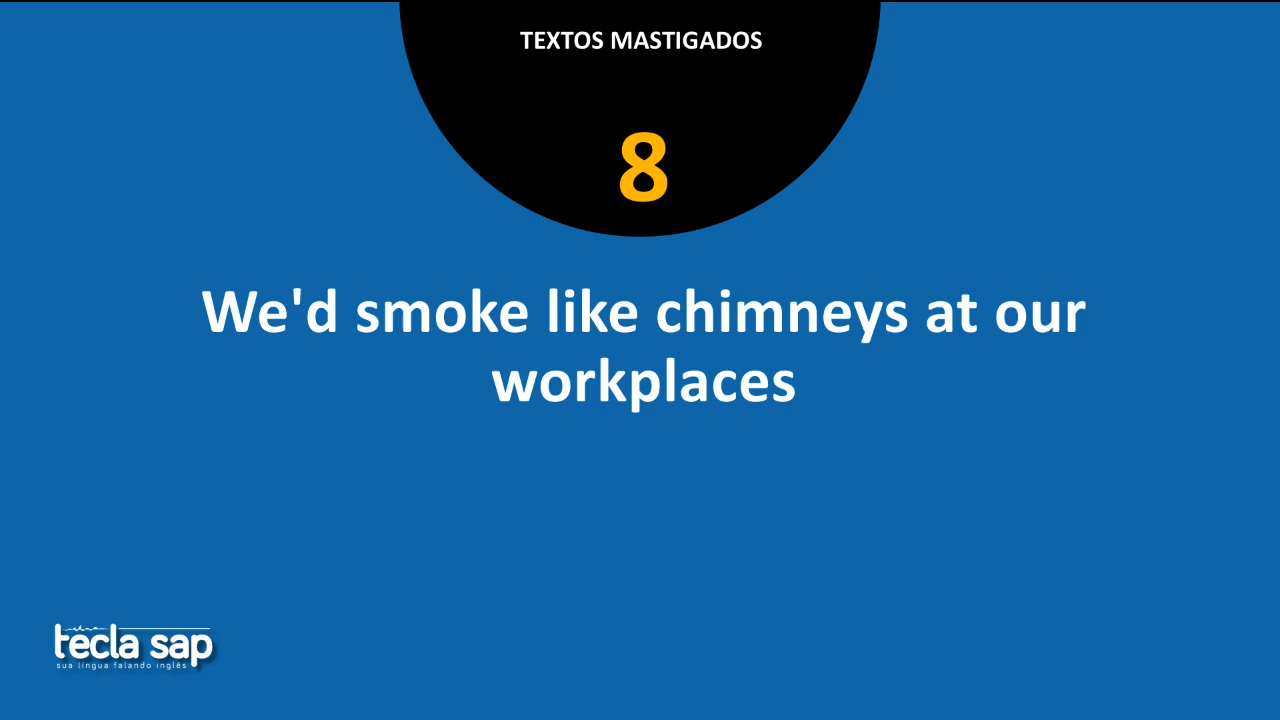 TEXTOS MASTIGADOS
8
We'd smoke like chimneys at our
workplaces
tecla sap
sua língua falando inglês